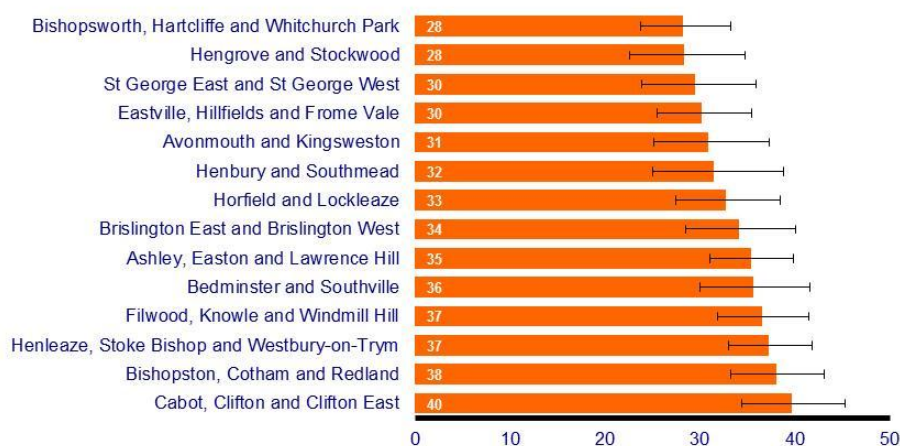 Bishopsworth, Hartcliffe and Whitchurch Park 28
Hengrove and Stockwood 28
St George East and St George West 30
Eastville, Hillfields and Frome Vale 30
Avonmouth and Kingsweston 31
Henbury and Southmead 32
Horfield and Lockleaze 33
Brislington East and Brislington West 34
Ashley, Easton and Lawrence Hill 35
Bedminster and Southville 36
Filwood, Knowle and Windmill Hill 37
Henleaze, Stoke Bishop and Westbury-on-Trym 37
Bishopston, Cotham and Redland 38
Cabot, Clifton and Clifton East 40
0 10 20 30 40 50